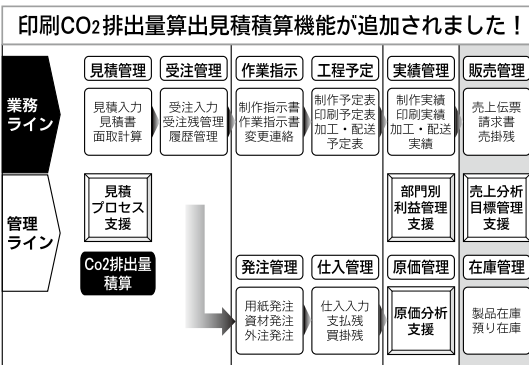 印刷CO2排出量算出見積積算機能が追加されました！
業務
ライン
見積管理
見積入力
見積書
面取計算
受注管理
受注入力
受注残管理
履歴管理
作業指示
制作指示書
作業指示書
変更連絡
工程予定
制作予定表
印刷予定表
加工・配送
予定表
実績管理
制作実績
印刷実績
加工・配送
実績
販売管理
売上伝票
請求書
売掛残
管理
ライン
見積
プロセス
支援
Co2排出量
積算
部門別
利益管理
支援
売上分析
目標管理
支援
発注管理
用紙発注
資材発注
外注発注
仕入管理
仕入入力
支払残
買掛残
原価管理
原価分析
支援
在庫管理
製品在庫
預り在庫